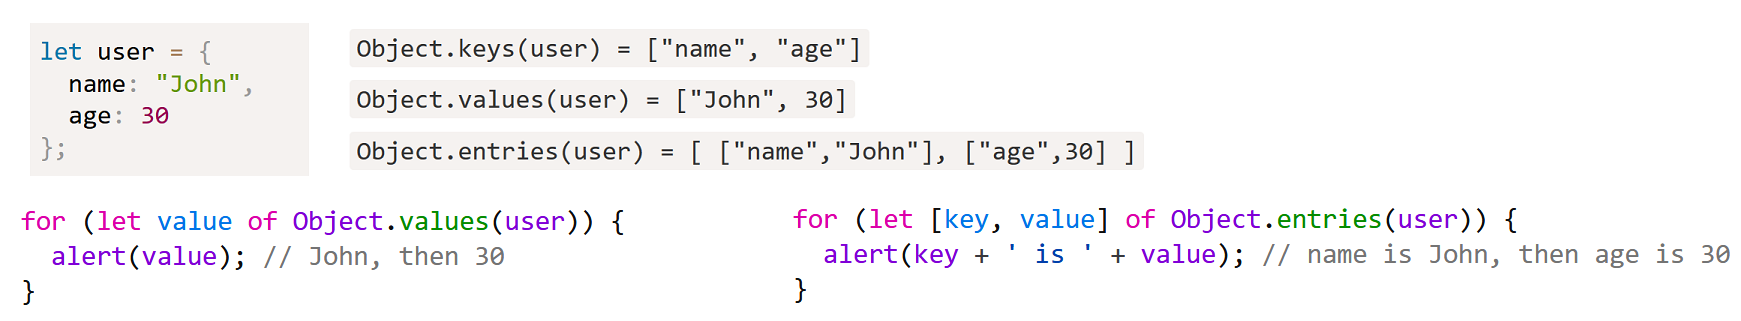 let user = {
  name: "John",
  age: 30
};
Object.keys(user) = ["name", "age"]
Object.values(user) = ["John", 30]
Object.entries(user) = [ ["name","John"], ["age",30] ]
for (let value of Object.values(user)) {
  alert(value); // John, then 30
}
for (let [key, value] of Object.entries(user)) {
  alert(key + ' is ' + value); // name is John, then age is 30
}